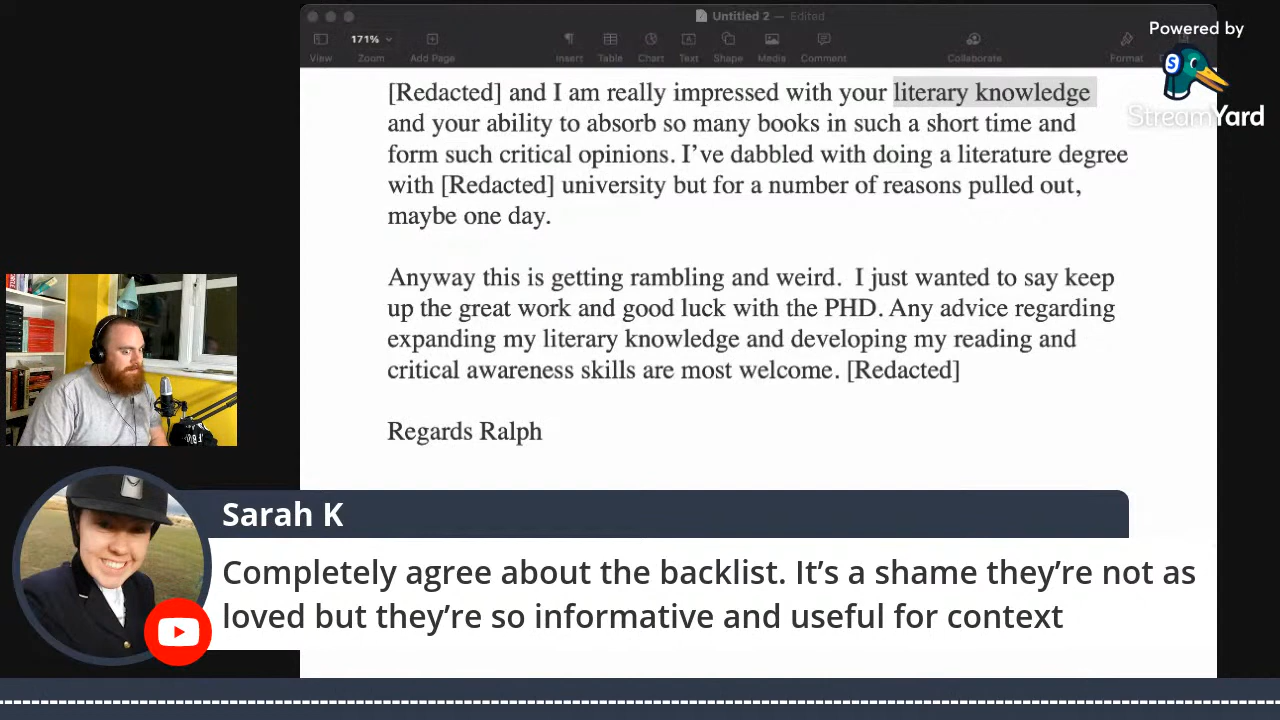 Untitled 2 — Edited
171%
View Zoom Add Page Insert Table Chart Text Shape Media Comment Collaborate Format
Powered by
StreamYard
[Redacted] and I am really impressed with your literary knowledge
and your ability to absorb so many books in such a short time and
form such critical opinions. I’ve dabbled with doing a literature degree
with [Redacted] university but for a number of reasons pulled out,
maybe one day.
Anyway this is getting rambling and weird.  I just wanted to say keep
up the great work and good luck with the PHD. Any advice regarding
expanding my literary knowledge and developing my reading and
critical awareness skills are most welcome. [Redacted]
Regards Ralph
Sarah K
Completely agree about the backlist. It’s a shame they’re not as
loved but they’re so informative and useful for context